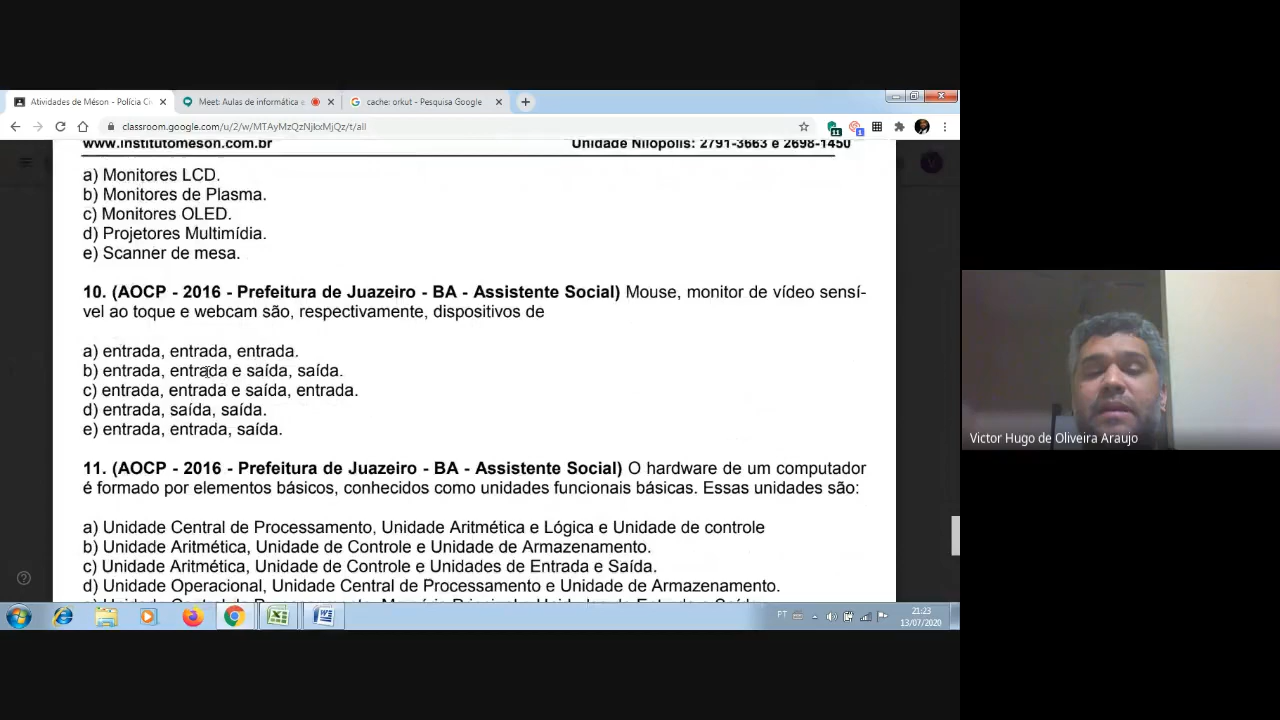 Atividades de Méson - Polícia Ci
Meet: Aulas de informática e
cache: orkut - Pesquisa Google
classroom.google.com/u/2/w/MTAyMzQzNjkxMjQz/t/all
11
1
www.institutomeson.com.br Unidade Nilópolis: 2791-3663 e 2698-1450
a) Monitores LCD.
b) Monitores de Plasma.
c) Monitores OLED.
d) Projetores Multimídia.
e) Scanner de mesa.
10. (AOCP - 2016 - Prefeitura de Juazeiro - BA - Assistente Social) Mouse, monitor de vídeo sensí-
vel ao toque e webcam são, respectivamente, dispositivos de
a) entrada, entrada, entrada.
b) entrada, entrada e saída, saída.
c) entrada, entrada e saída, entrada.
d) entrada, saída, saída.
e) entrada, entrada, saída.
11. (AOCP - 2016 - Prefeitura de Juazeiro - BA - Assistente Social) O hardware de um computador
é formado por elementos básicos, conhecidos como unidades funcionais básicas. Essas unidades são:
a) Unidade Central de Processamento, Unidade Aritmética e Lógica e Unidade de controle
b) Unidade Aritmética, Unidade de Controle e Unidade de Armazenamento.
c) Unidade Aritmética, Unidade de Controle e Unidades de Entrada e Saída.
d) Unidade Operacional, Unidade Central de Processamento e Unidade de Armazenamento.
Victor Hugo de Oliveira Araujo
PT
21:23
13/07/2020